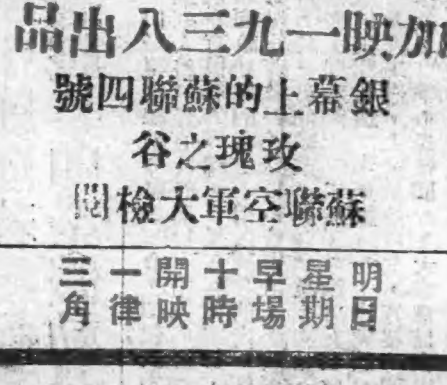 加映一九三八出品
銀幕上的蘇聯四號
玫瑰之谷
蘇聯空軍大檢閱
明日
星期
早場
十時
開映
一律
三角